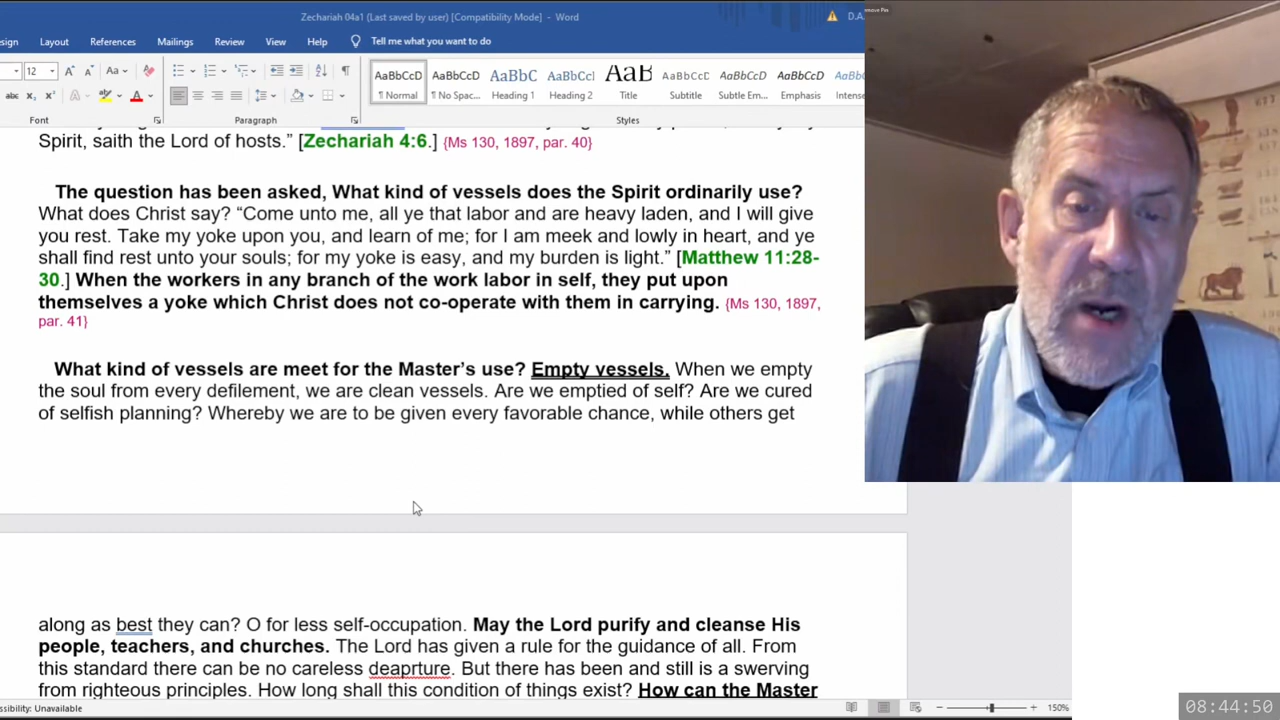 Zechariah 04a1 (Last saved by user) [Compatibility Mode] - Word
D.A.
move Pin
sign Layout References Mailings Review View Help Tell me what you want to do
12 Aa
AaBbCcD AaBbCcD AaBbC AaBbCcl AaB AaBbCcD AaBbCcD AaBbCcD AaBb
¶ Normal ¶ No Spac... Heading 1 Heading 2 Title Subtitle Subtle Em... Emphasis Intense
Font Paragraph Styles
Spirit, saith the Lord of hosts.” [Zechariah 4:6.] {Ms 130, 1897, par. 40}
The question has been asked, What kind of vessels does the Spirit ordinarily use?
What does Christ say? “Come unto me, all ye that labor and are heavy laden, and I will give
you rest. Take my yoke upon you, and learn of me; for I am meek and lowly in heart, and ye
shall find rest unto your souls; for my yoke is easy, and my burden is light.” [Matthew 11:28-
30.] When the workers in any branch of the work labor in self, they put upon
themselves a yoke which Christ does not co-operate with them in carrying. {Ms 130, 1897,
par. 41}
What kind of vessels are meet for the Master’s use? Empty vessels. When we empty
the soul from every defilement, we are clean vessels. Are we emptied of self? Are we cured
of selfish planning? Whereby we are to be given every favorable chance, while others get
along as best they can? O for less self-occupation. May the Lord purify and cleanse His
people, teachers, and churches. The Lord has given a rule for the guidance of all. From
this standard there can be no careless deaprture. But there has been and still is a swerving
from righteous principles. How long shall this condition of things exist? How can the Master
ssibility: Unavailable
150%
08:44:50